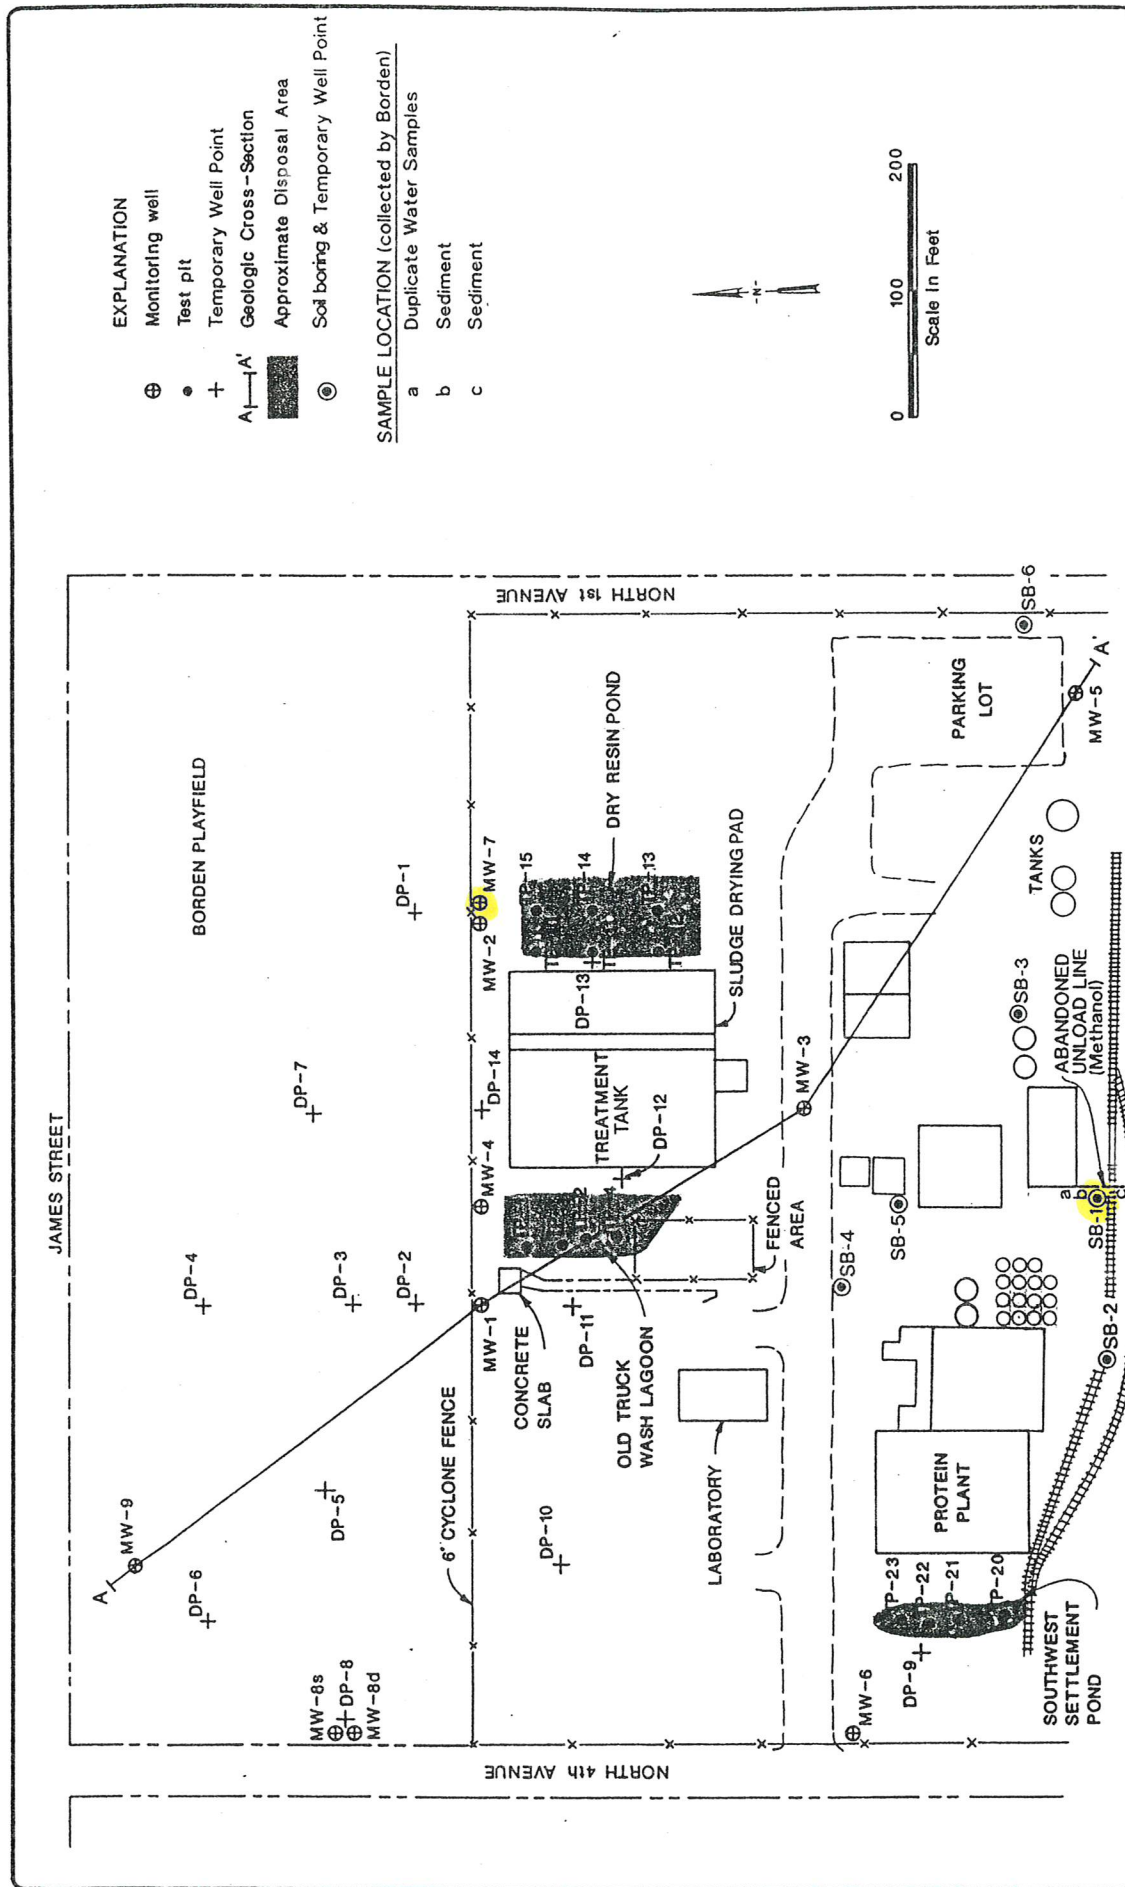 JAMES STREET
EXPLANATION
Monitoring well
Test pit
Temporary Well Point
A A' Geologic Cross-Section
Approximate Disposal Area
Soil boring & Temporary Well Point
SAMPLE LOCATION (collected by Borden)
a Duplicate Water Samples
b Sediment
c Sediment
-N-
0 100 200
Scale in Feet
A
MW-9
DP-6
DP-4
BORDEN PLAYFIELD
MW-8s
DP-8
MW-8d
DP-5
DP-3
DP-7
DP-2
DP-1
6' CYCLONE FENCE
MW-1
MW-4
DP-14
MW-2
MW-7
NORTH 4th AVENUE
NORTH 1st AVENUE
CONCRETE
SLAB
DP-10
DP-11
OLD TRUCK
WASH LAGOON
TREATMENT
TANK
DP-12
DP-13
TP-15
TP-14
TP-13
DRY RESIN POND
SLUDGE DRYING PAD
LABORATORY
FENCED
AREA
MW-3
MW-6
SB-4
SB-5
PARKING
LOT
DP-9
P-23
P-22
P-21
P-20
PROTEIN
PLANT
SB-3
SB-6
TANKS
SOUTHWEST
SETTLEMENT
POND
SB-2
SB-1
a
b
c
ABANDONED
UNLOAD LINE
(Methanol)
MW-5
A'